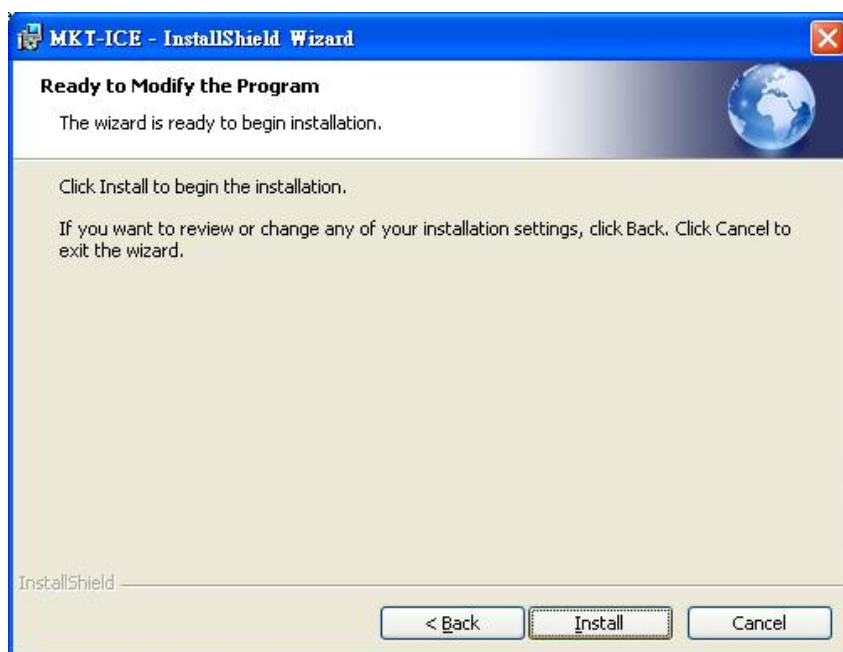 MKT-ICE - InstallShield Wizard
Ready to Modify the Program
The wizard is ready to begin installation.
Click Install to begin the installation.
If you want to review or change any of your installation settings, click Back. Click Cancel to
exit the wizard.
InstallShield
< Back
Install
Cancel